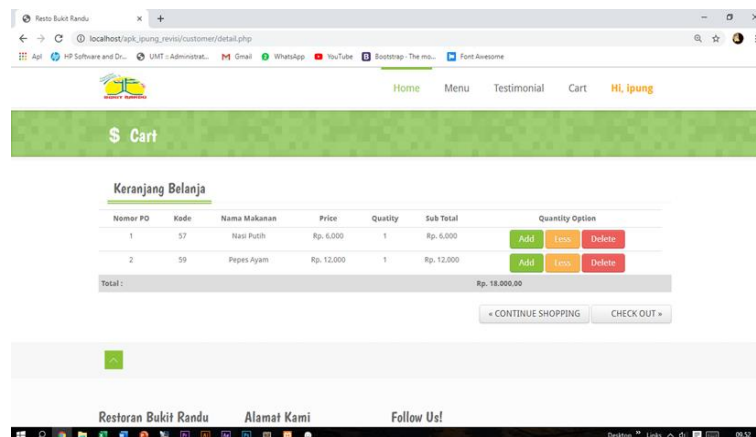 Resto Bukit Randu
localhost/apk_ipung_revisi/customer/detail.php
Apl HP Software and Dr... UMT :: Administrat... Gmail WhatsApp YouTube Bootstrap · The mo... Font Awesome
BUKIT RANDU
Home Menu Testimonial Cart Hi, ipung
$ Cart
Keranjang Belanja
Nomor PO Kode Nama Makanan Price Quatity Sub Total Quantity Option
1 57 Nasi Putih Rp. 6,000 1 Rp. 6,000 Add Less Delete
2 59 Pepes Ayam Rp. 12,000 1 Rp. 12,000 Add Less Delete
Total : Rp. 18.000,00
« CONTINUE SHOPPING CHECK OUT »
Restoran Bukit Randu Alamat Kami Follow Us!
Desktop Links 09.52